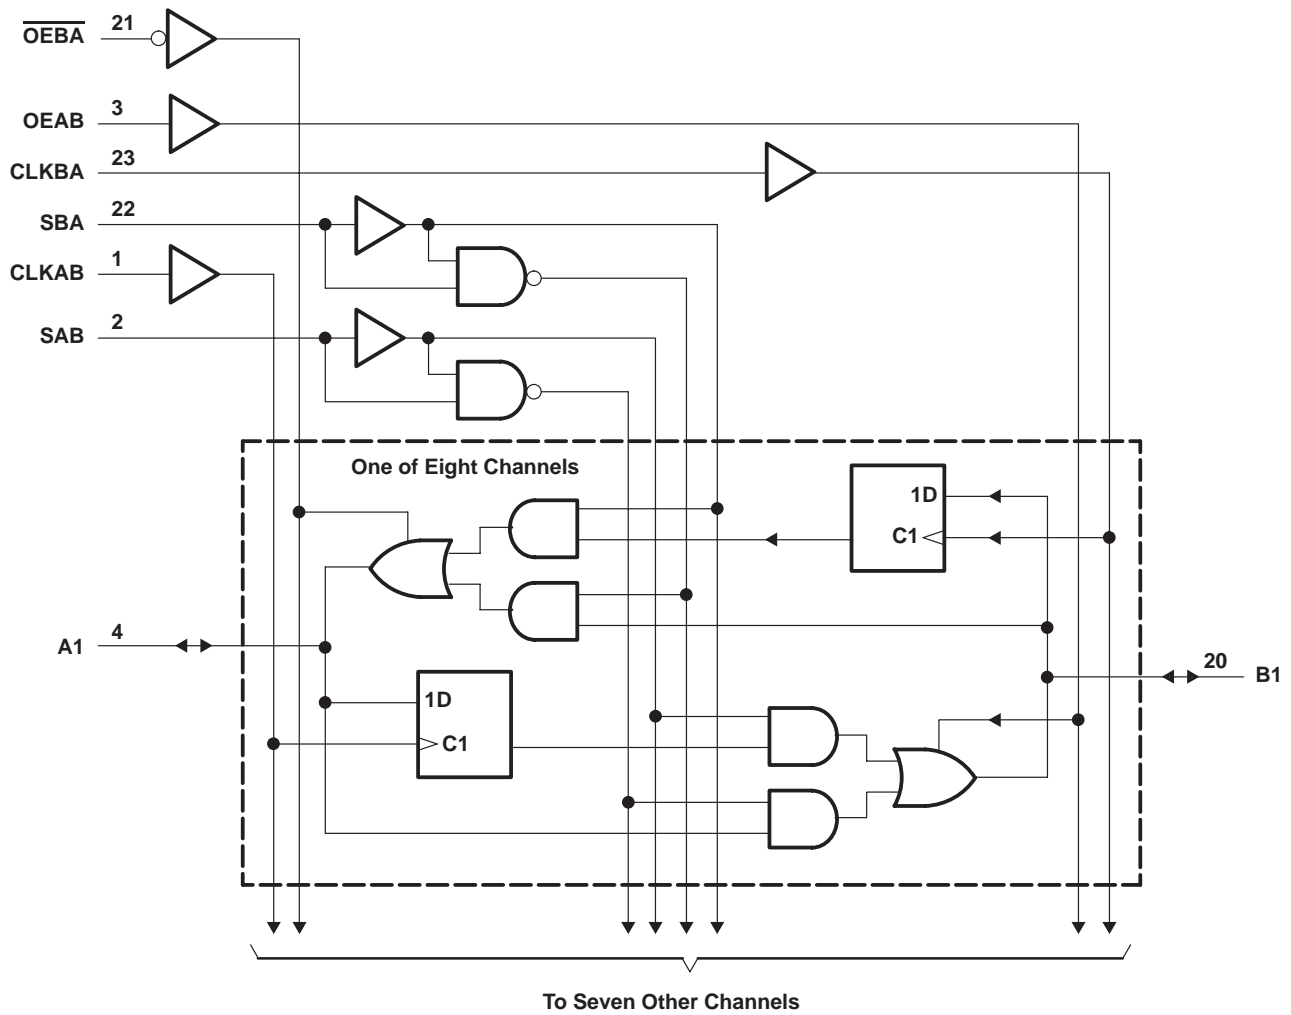 OEBA 21
OEAB 3
CLKBA 23
SBA 22
CLKAB 1
SAB 2
One of Eight Channels
1D
C1
A1 4
1D
C1
20 B1
To Seven Other Channels